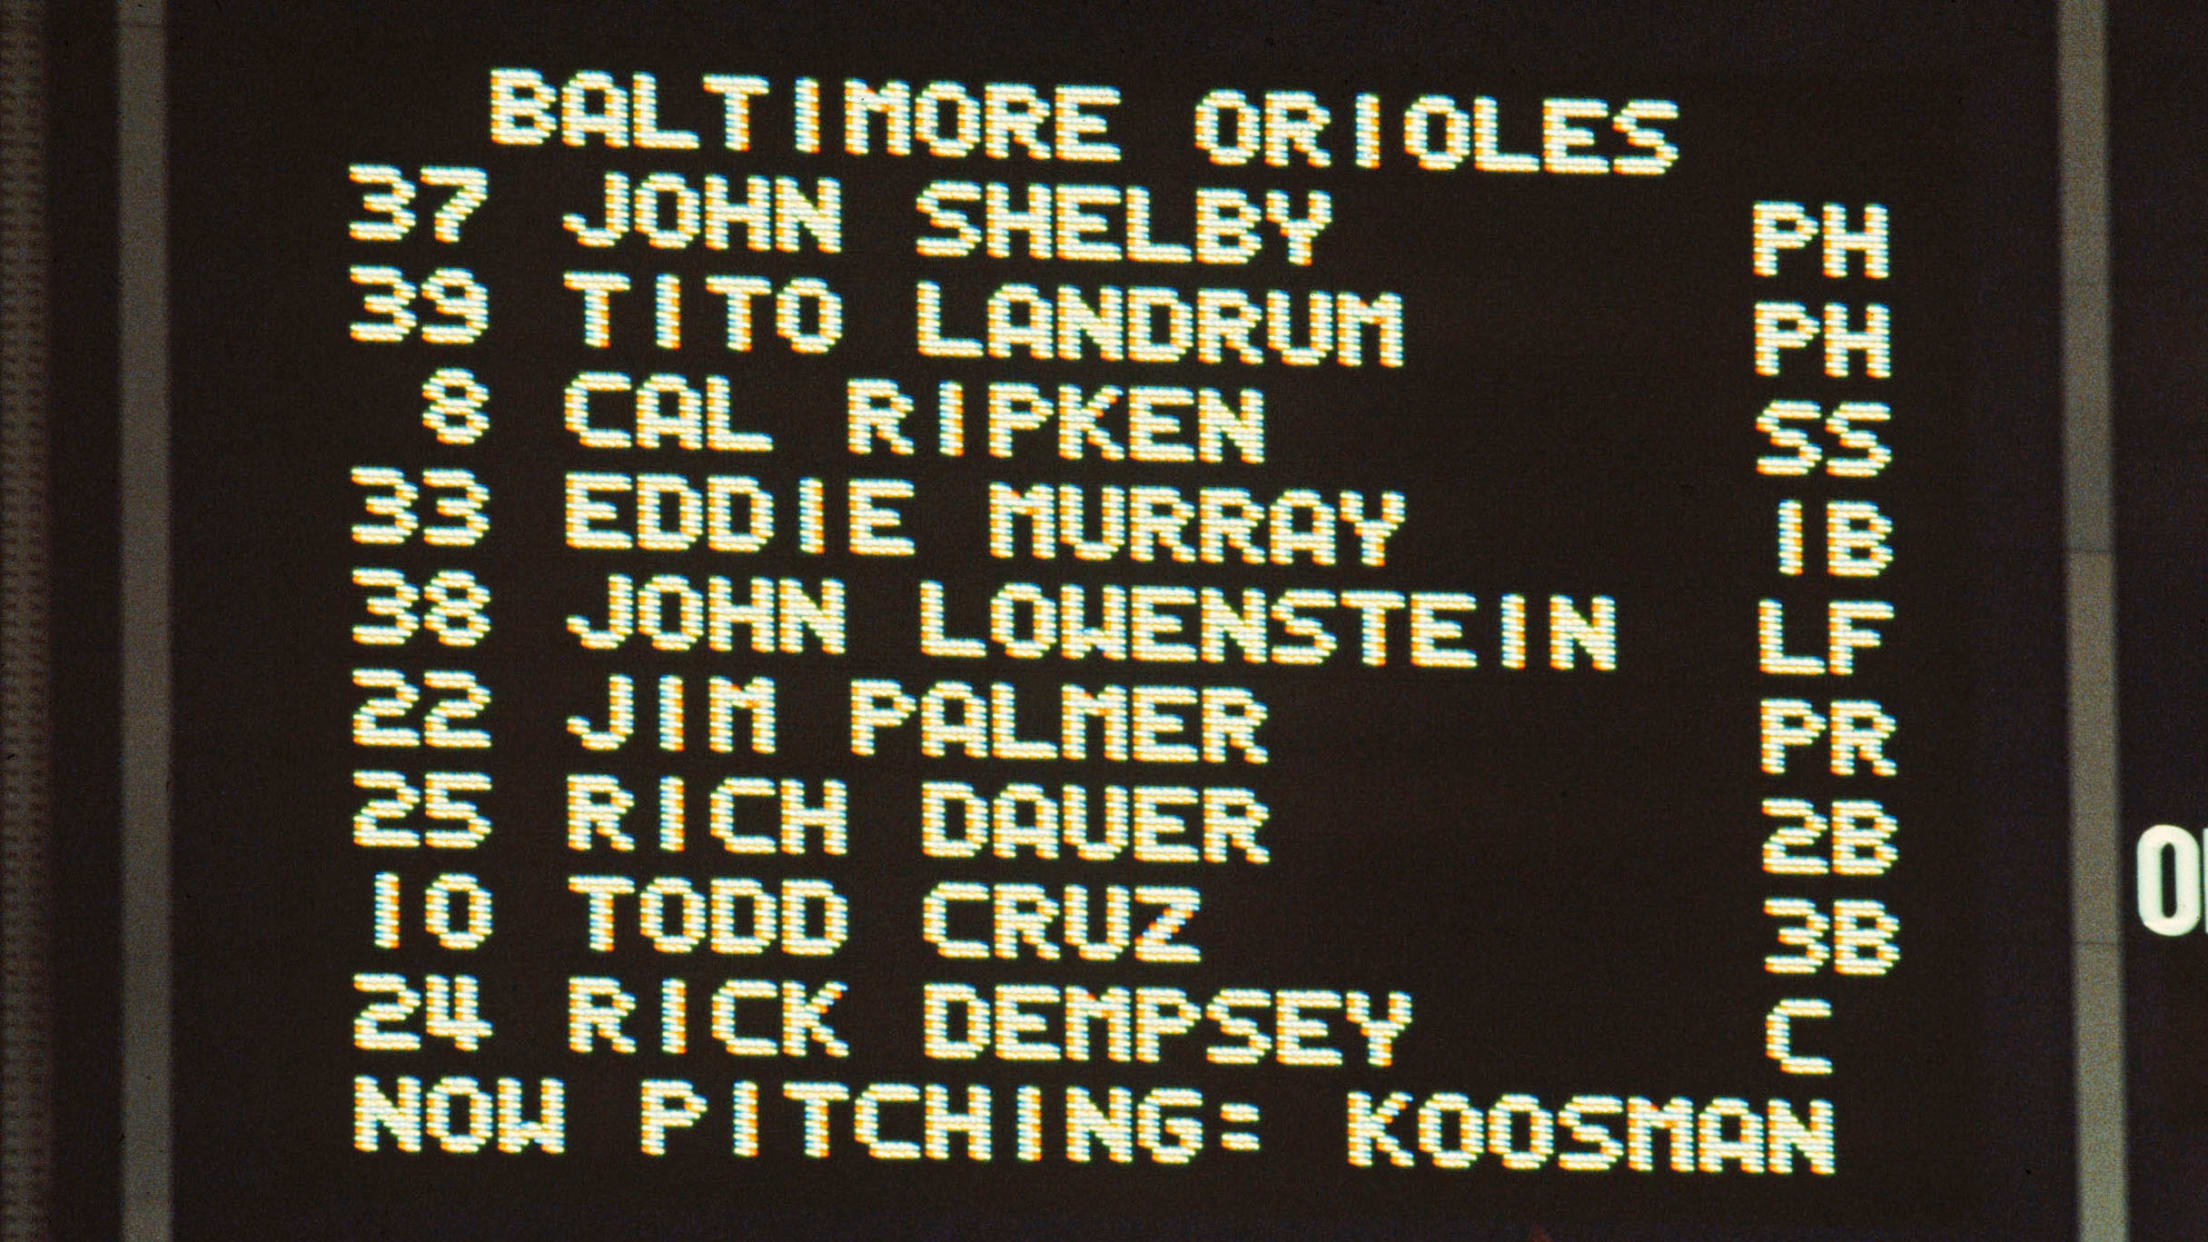 BALTIMORE ORIOLES
37 JOHN SHELBY PH
39 TITO LANDRUM PH
8 CAL RIPKEN SS
33 EDDIE MURRAY 1B
38 JOHN LOWENSTEIN LF
22 JIM PALMER PR
25 RICH DAUER 2B
10 TODD CRUZ 3B
24 RICK DEMPSEY C
NOW PITCHING: KOOSMAN